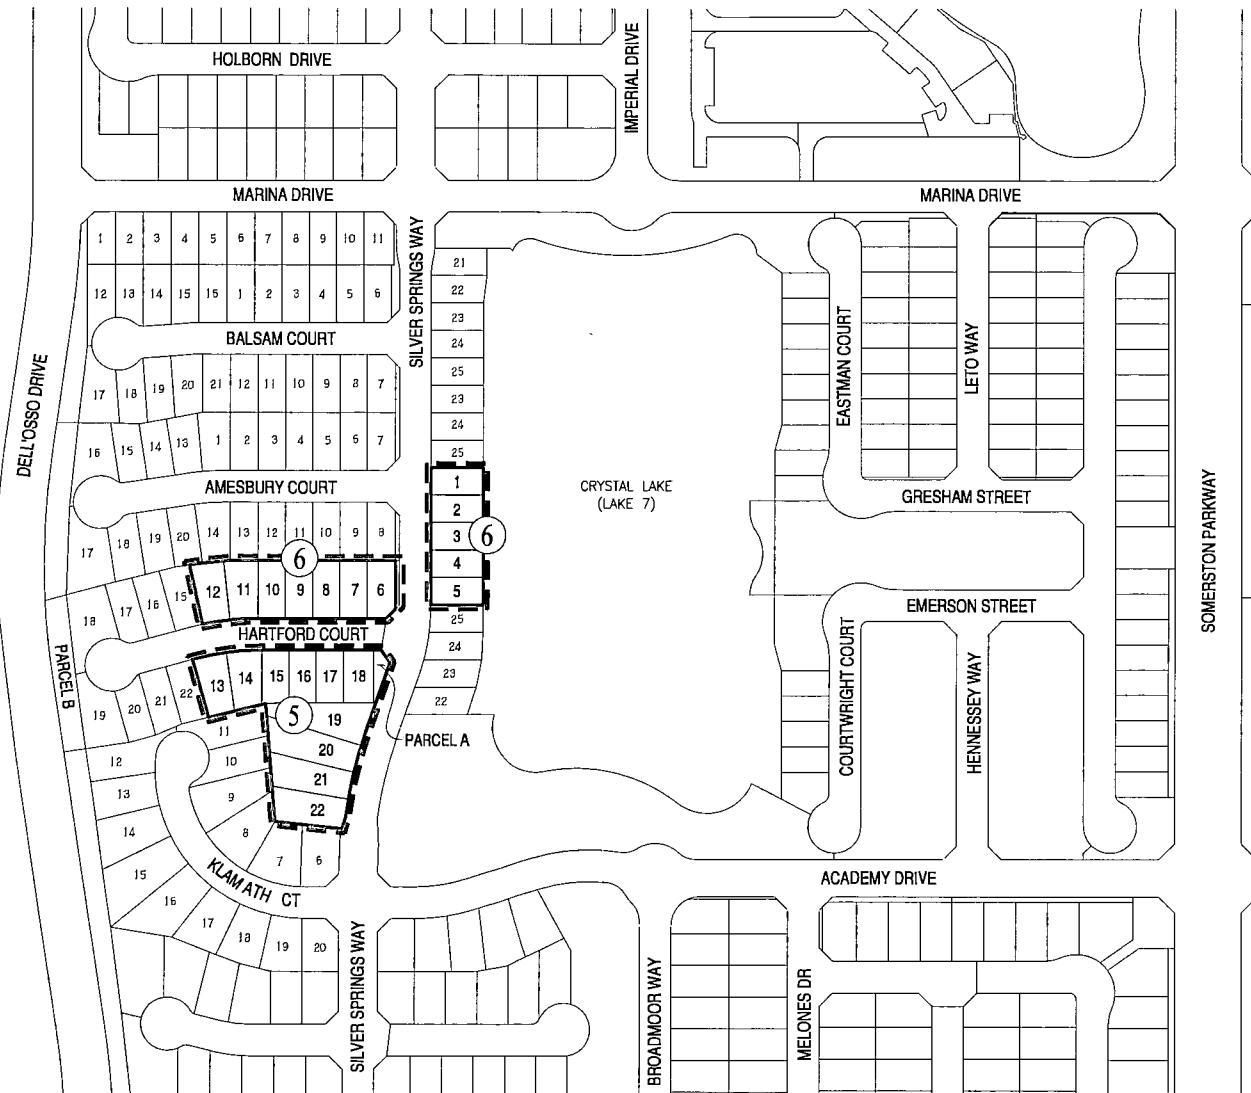 HOLBORN DRIVE
IMPERIAL DRIVE
MARINA DRIVE
MARINA DRIVE
1 2 3 4 5 6 7 8 9 10 11
12 13 14 15 16 1 2 3 4 5 6
SILVER SPRINGS WAY
BALSAM COURT
17 18 19 20 21 12 11 10 9 8 7
16 15 14 13 1 2 3 4 5 6 7
DELL'OSSO DRIVE
AMESBURY COURT
17 18 19 20 14 13 12 11 10 9 8
21
22
23
24
25
23
24
25
1
2
3
4
5
6
25
24
23
22
CRYSTAL LAKE
(LAKE 7)
6
18 17 16 15 12 11 10 9 8 7 6
HARTFORD COURT
PARCEL B
19 20 21 22 13 14 15 16 17 18
5
19
20
21
22
PARCEL A
11
10
9
8
7
6
12
13
14
15
16
17
18
19
20
KLAMATH CT
SILVER SPRINGS WAY
EASTMAN COURT
LETO WAY
GRESHAM STREET
EMERSON STREET
COURTWRIGHT COURT
HENNESSEY WAY
SOMERSTON PARKWAY
ACADEMY DRIVE
BROADMOOR WAY
MELONES DR